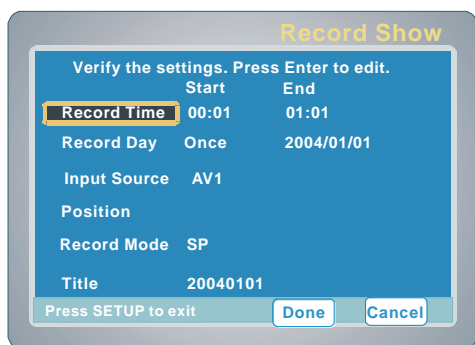 Record Show
Verify the settings. Press Enter to edit.
Start End
Record Time 00:01 01:01
Record Day Once 2004/01/01
Input Source AV1
Position
Record Mode SP
Title 20040101
Press SETUP to exit Done Cancel